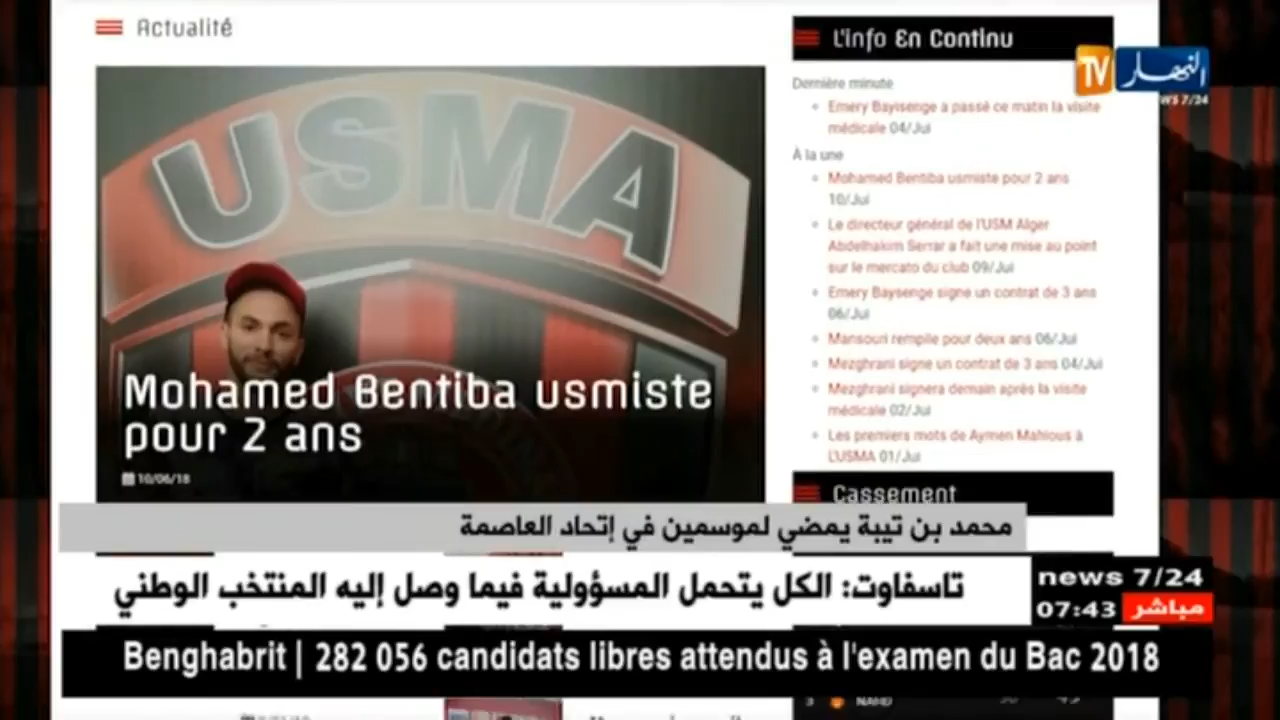 Actualité
L'info En Continu
TV النهار
NEWS 7/24
Dernière minute
Emery Bayisenge a passé ce matin la visite
médicale 04/Jui
À la une
Mohamed Bentiba usmiste pour 2 ans
10/Jui
Le directeur général de l'USM Alger
Abdelhakim Serrar a fait une mise au point
sur le mercato du club 09/Jui
Emery Baysenge signe un contrat de 3 ans
06/Jui
Mansouri rempile pour deux ans 06/Jui
Mezghrani signe un contrat de 3 ans 04/Jui
Mezghrani signera demain après la visite
médicale 02/Jui
Les premiers mots de Aymen Mahious à
L'USMA 01/Jui
Cassement
USMA
Mohamed Bentiba usmiste
pour 2 ans
10/06/18
محمد بن تيبة يمضي لموسمين في إتحاد العاصمة
تاسفاوت: الكل يتحمل المسؤولية فيما وصل إليه المنتخب الوطني
news 7/24
07:43 مباشر
Benghabrit | 282 056 candidats libres attendus à l'examen du Bac 2018
NAHD